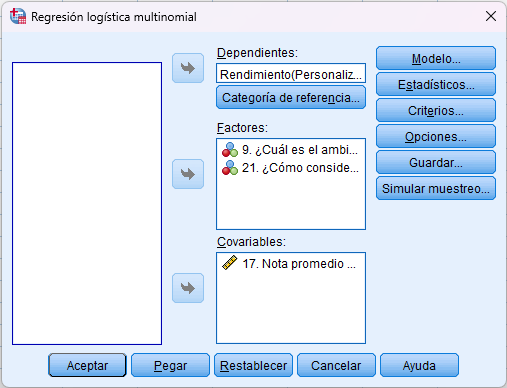 Regresión logística multinomial
Dependientes:
Rendimiento(Personaliz...
Categoría de referencia...
Factores:
9. ¿Cuál es el ambi...
21. ¿Cómo conside...
Covariables:
17. Nota promedio ...
Modelo...
Estadísticos...
Criterios...
Opciones...
Guardar...
Simular muestreo...
Aceptar
Pegar
Restablecer
Cancelar
Ayuda